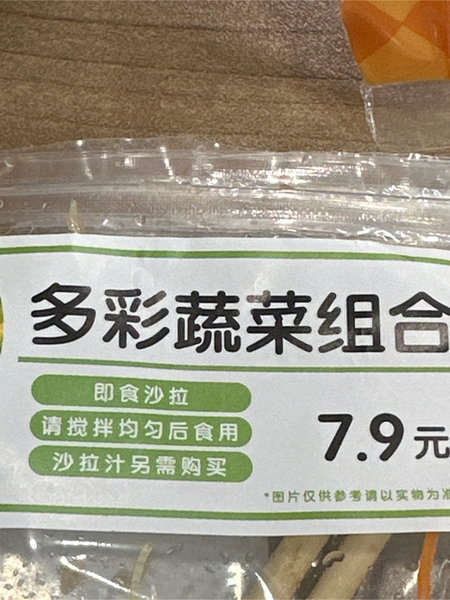 多彩蔬菜组合
即食沙拉
请搅拌均匀后食用
沙拉汁另需购买
7.9元
*图片仅供参考请以实物为准